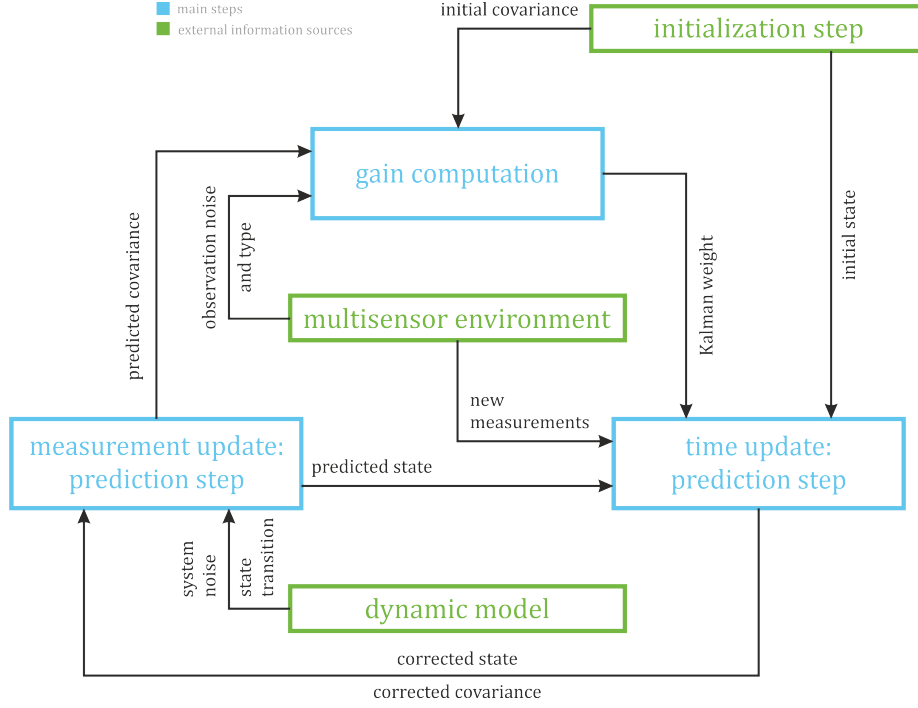 main steps
external information sources
initial covariance
initialization step
gain computation
predicted covariance
observation noise
and type
multisensor environment
Kalman weight
initial state
new
measurements
measurement update:
prediction step
predicted state
time update:
prediction step
system
noise
state
transition
dynamic model
corrected state
corrected covariance